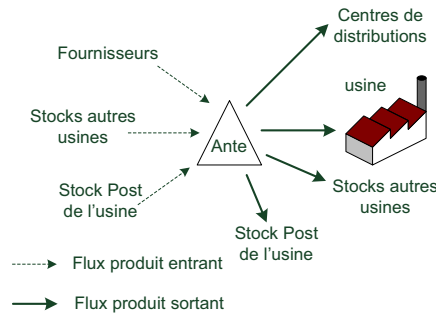 Centres de
distributions
Fournisseurs
usine
Stocks autres
usines
Ante
Stock Post
de l'usine
Stocks autres
usines
Stock Post
de l'usine
Flux produit entrant
Flux produit sortant